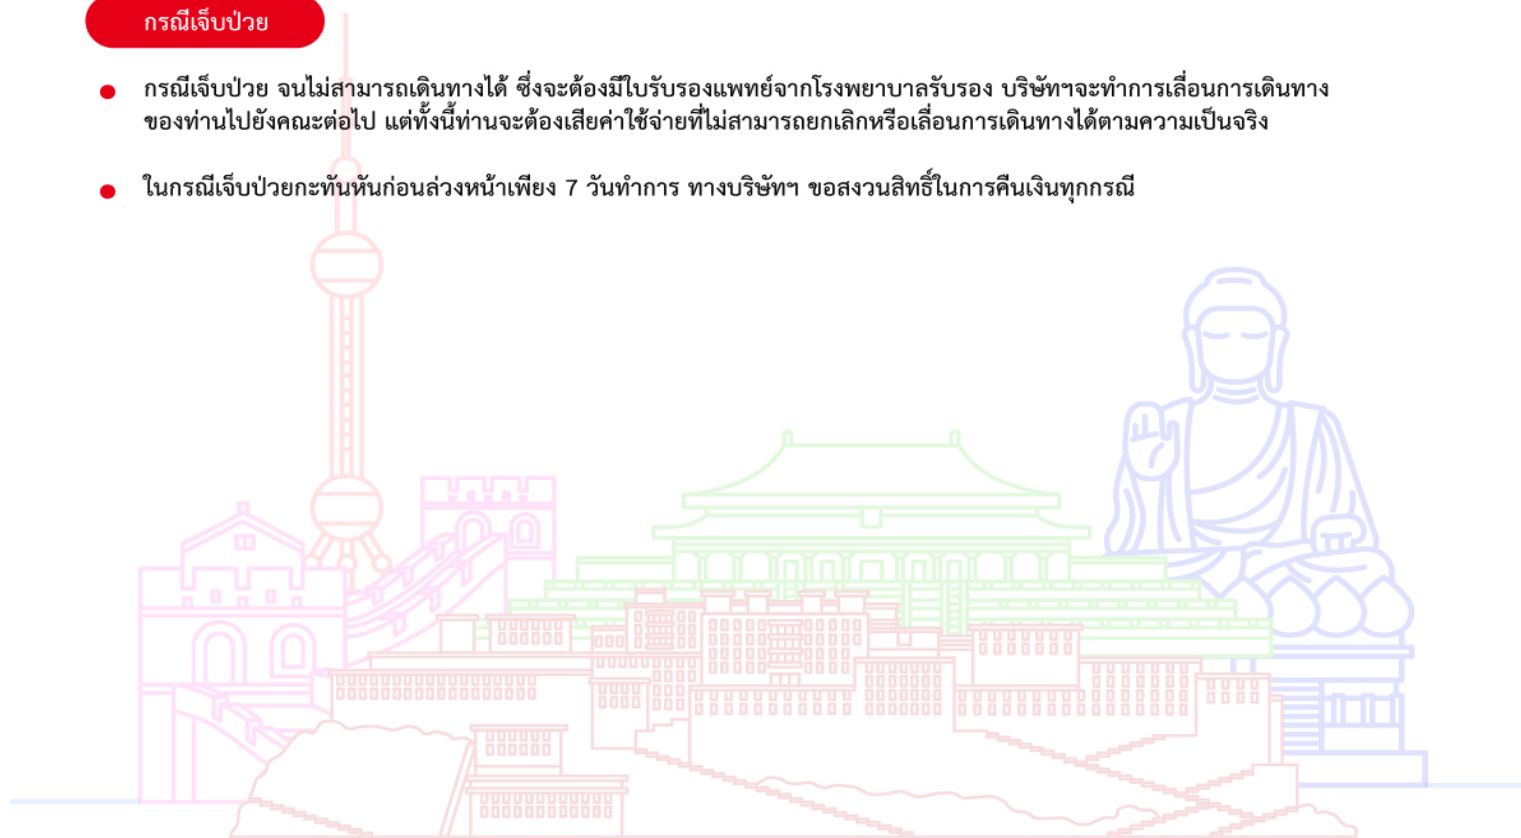 กรณีเจ็บป่วย
กรณีเจ็บป่วย จนไม่สามารถเดินทางได้ ซึ่งจะต้องมีใบรับรองแพทย์จากโรงพยาบาลรับรอง บริษัทฯจะทำการเลื่อนการเดินทาง
ของท่านไปยังคณะต่อไป แต่ทั้งนี้ท่านจะต้องเสียค่าใช้จ่ายที่ไม่สามารถยกเลิกหรือเลื่อนการเดินทางได้ตามความเป็นจริง
ในกรณีเจ็บป่วยกะทันหันก่อนล่วงหน้าเพียง 7 วันทำการ ทางบริษัทฯ ขอสงวนสิทธิ์ในการคืนเงินทุกกรณี